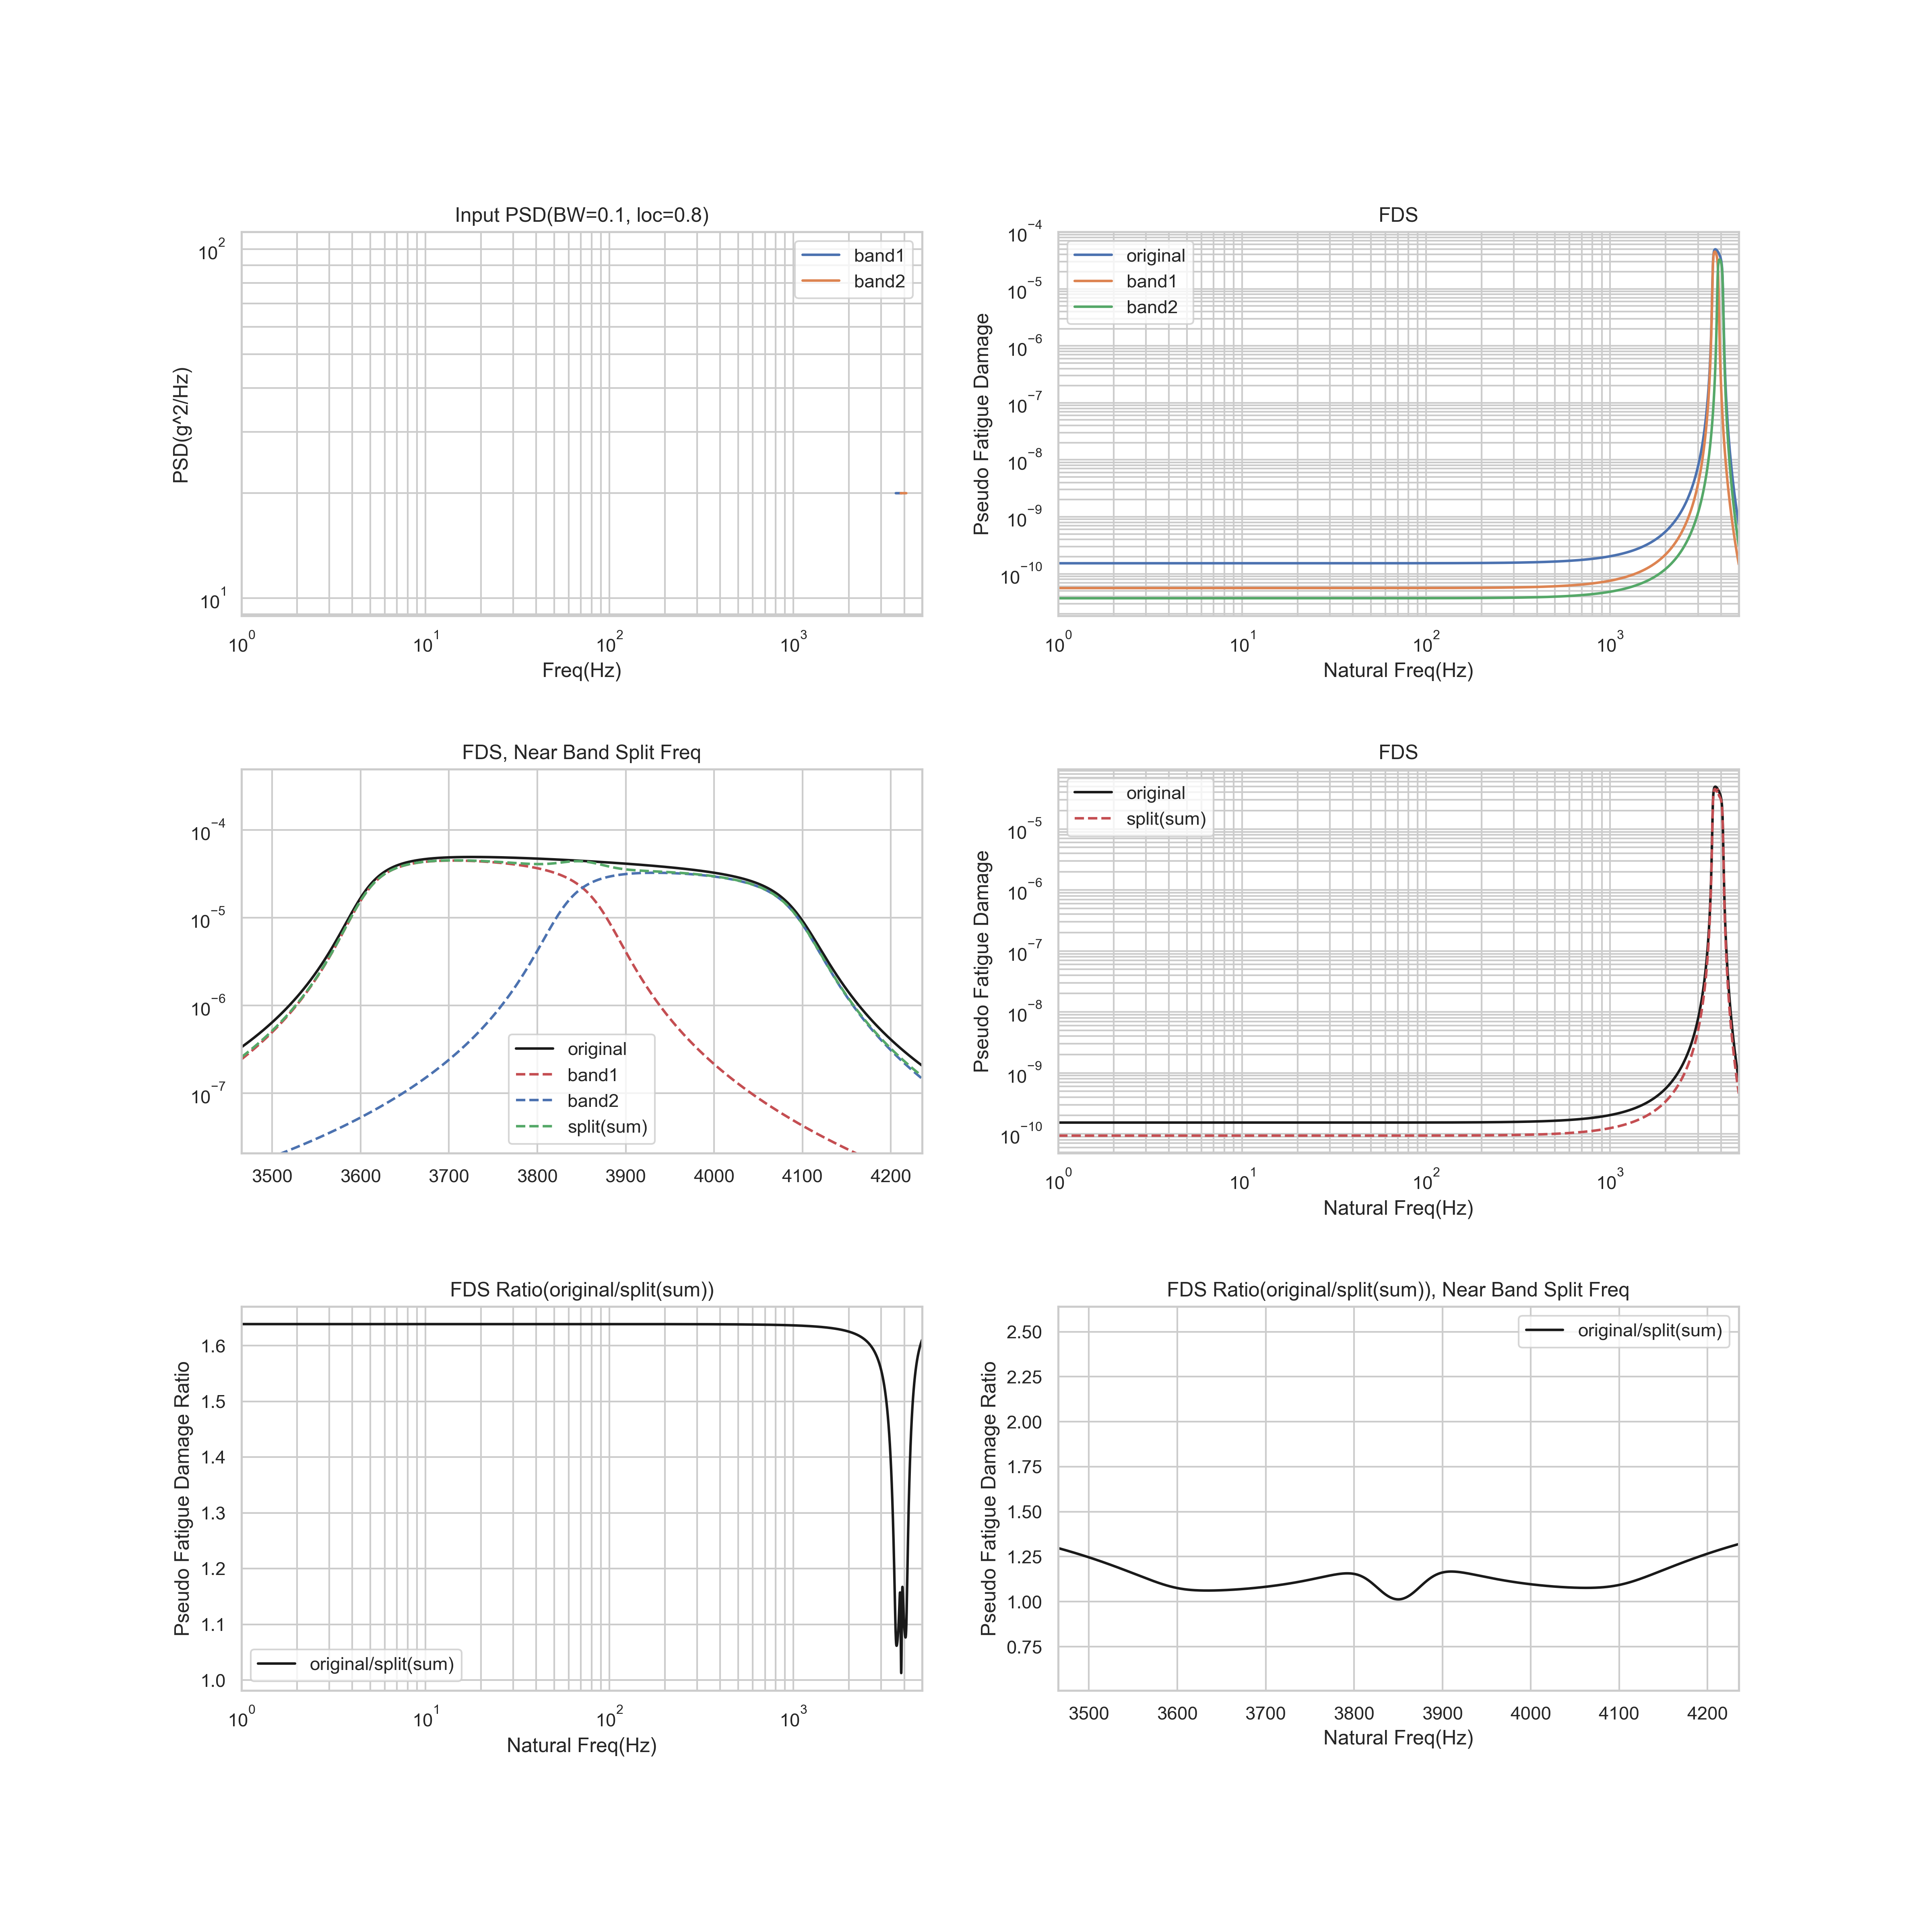 Input PSD(BW=0.1, loc=0.8)
PSD(g^2/Hz)
10^2
10^1
band1
band2
10^0 10^1 10^2 10^3
Freq(Hz)
FDS
Pseudo Fatigue Damage
10^−4
10^−5
10^−6
10^−7
10^−8
10^−9
10^−10
original
band1
band2
10^0 10^1 10^2 10^3
Natural Freq(Hz)
FDS, Near Band Split Freq
10^−4
10^−5
10^−6
10^−7
original
band1
band2
split(sum)
3500 3600 3700 3800 3900 4000 4100 4200
FDS
Pseudo Fatigue Damage
10^−5
10^−6
10^−7
10^−8
10^−9
10^−10
original
split(sum)
10^0 10^1 10^2 10^3
Natural Freq(Hz)
FDS Ratio(original/split(sum))
Pseudo Fatigue Damage Ratio
1.6
1.5
1.4
1.3
1.2
1.1
1.0
original/split(sum)
10^0 10^1 10^2 10^3
Natural Freq(Hz)
FDS Ratio(original/split(sum)), Near Band Split Freq
Pseudo Fatigue Damage Ratio
2.50
2.25
2.00
1.75
1.50
1.25
1.00
0.75
original/split(sum)
3500 3600 3700 3800 3900 4000 4100 4200
Natural Freq(Hz)